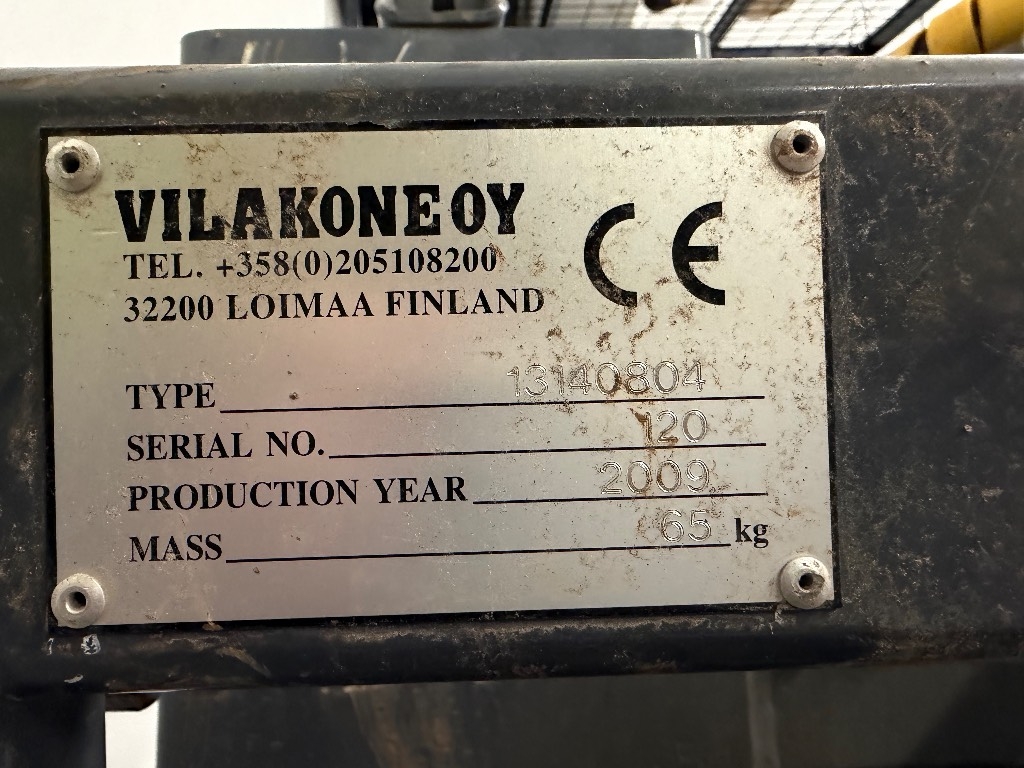 VILAKONE OY
TEL. +358(0)205108200
32200 LOIMAA FINLAND
CE
TYPE 13140804
SERIAL NO. 120
PRODUCTION YEAR 2009
MASS 65 kg